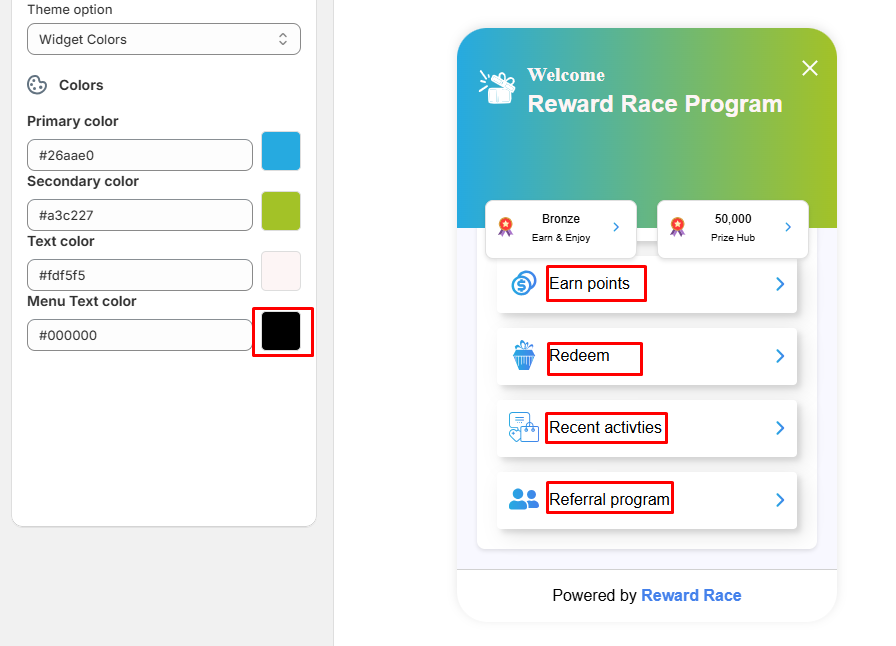 Theme option
Widget Colors
Colors
Primary color
#26aae0
Secondary color
#a3c227
Text color
#fdf5f5
Menu Text color
#000000
Welcome
Reward Race Program
Bronze
Earn & Enjoy
50,000
Prize Hub
Earn points
Redeem
Recent activties
Referral program
Powered by Reward Race